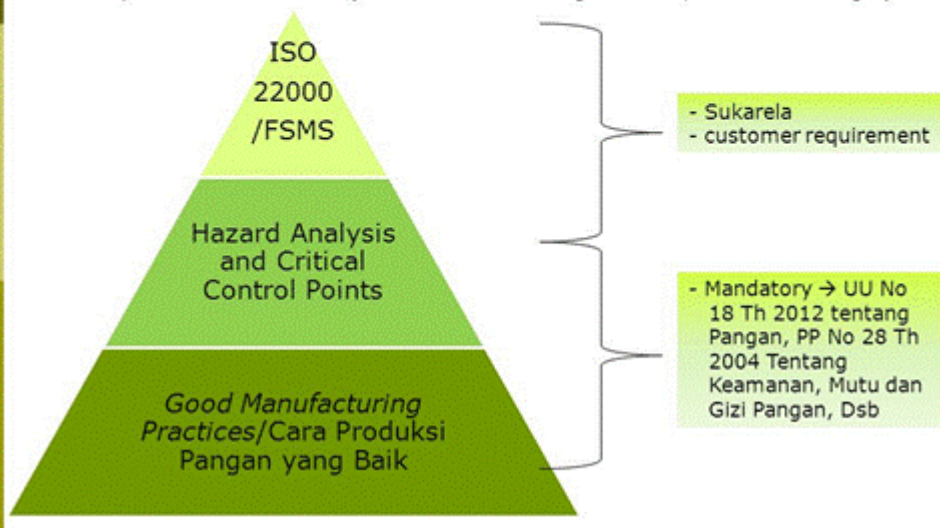 ISO
22000
/FSMS
- Sukarela
- customer requirement
Hazard Analysis
and Critical
Control Points
- Mandatory → UU No
18 Th 2012 tentang
Pangan, PP No 28 Th
2004 Tentang
Keamanan, Mutu dan
Gizi Pangan, Dsb
Good Manufacturing
Practices/Cara Produksi
Pangan yang Baik